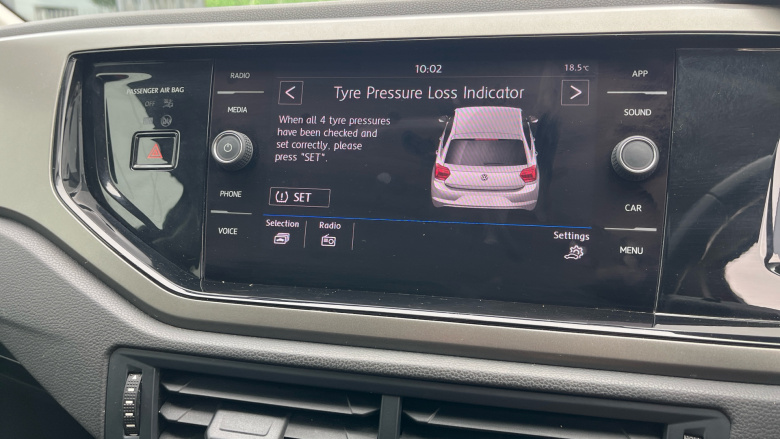 10:02
18.5°C
PASSENGER AIR BAG
OFF
RADIO
MEDIA
PHONE
VOICE
< Tyre Pressure Loss Indicator >
When all 4 tyre pressures
have been checked and
set correctly, please
press "SET".
(!) SET
Selection
Radio
Settings
APP
SOUND
CAR
MENU